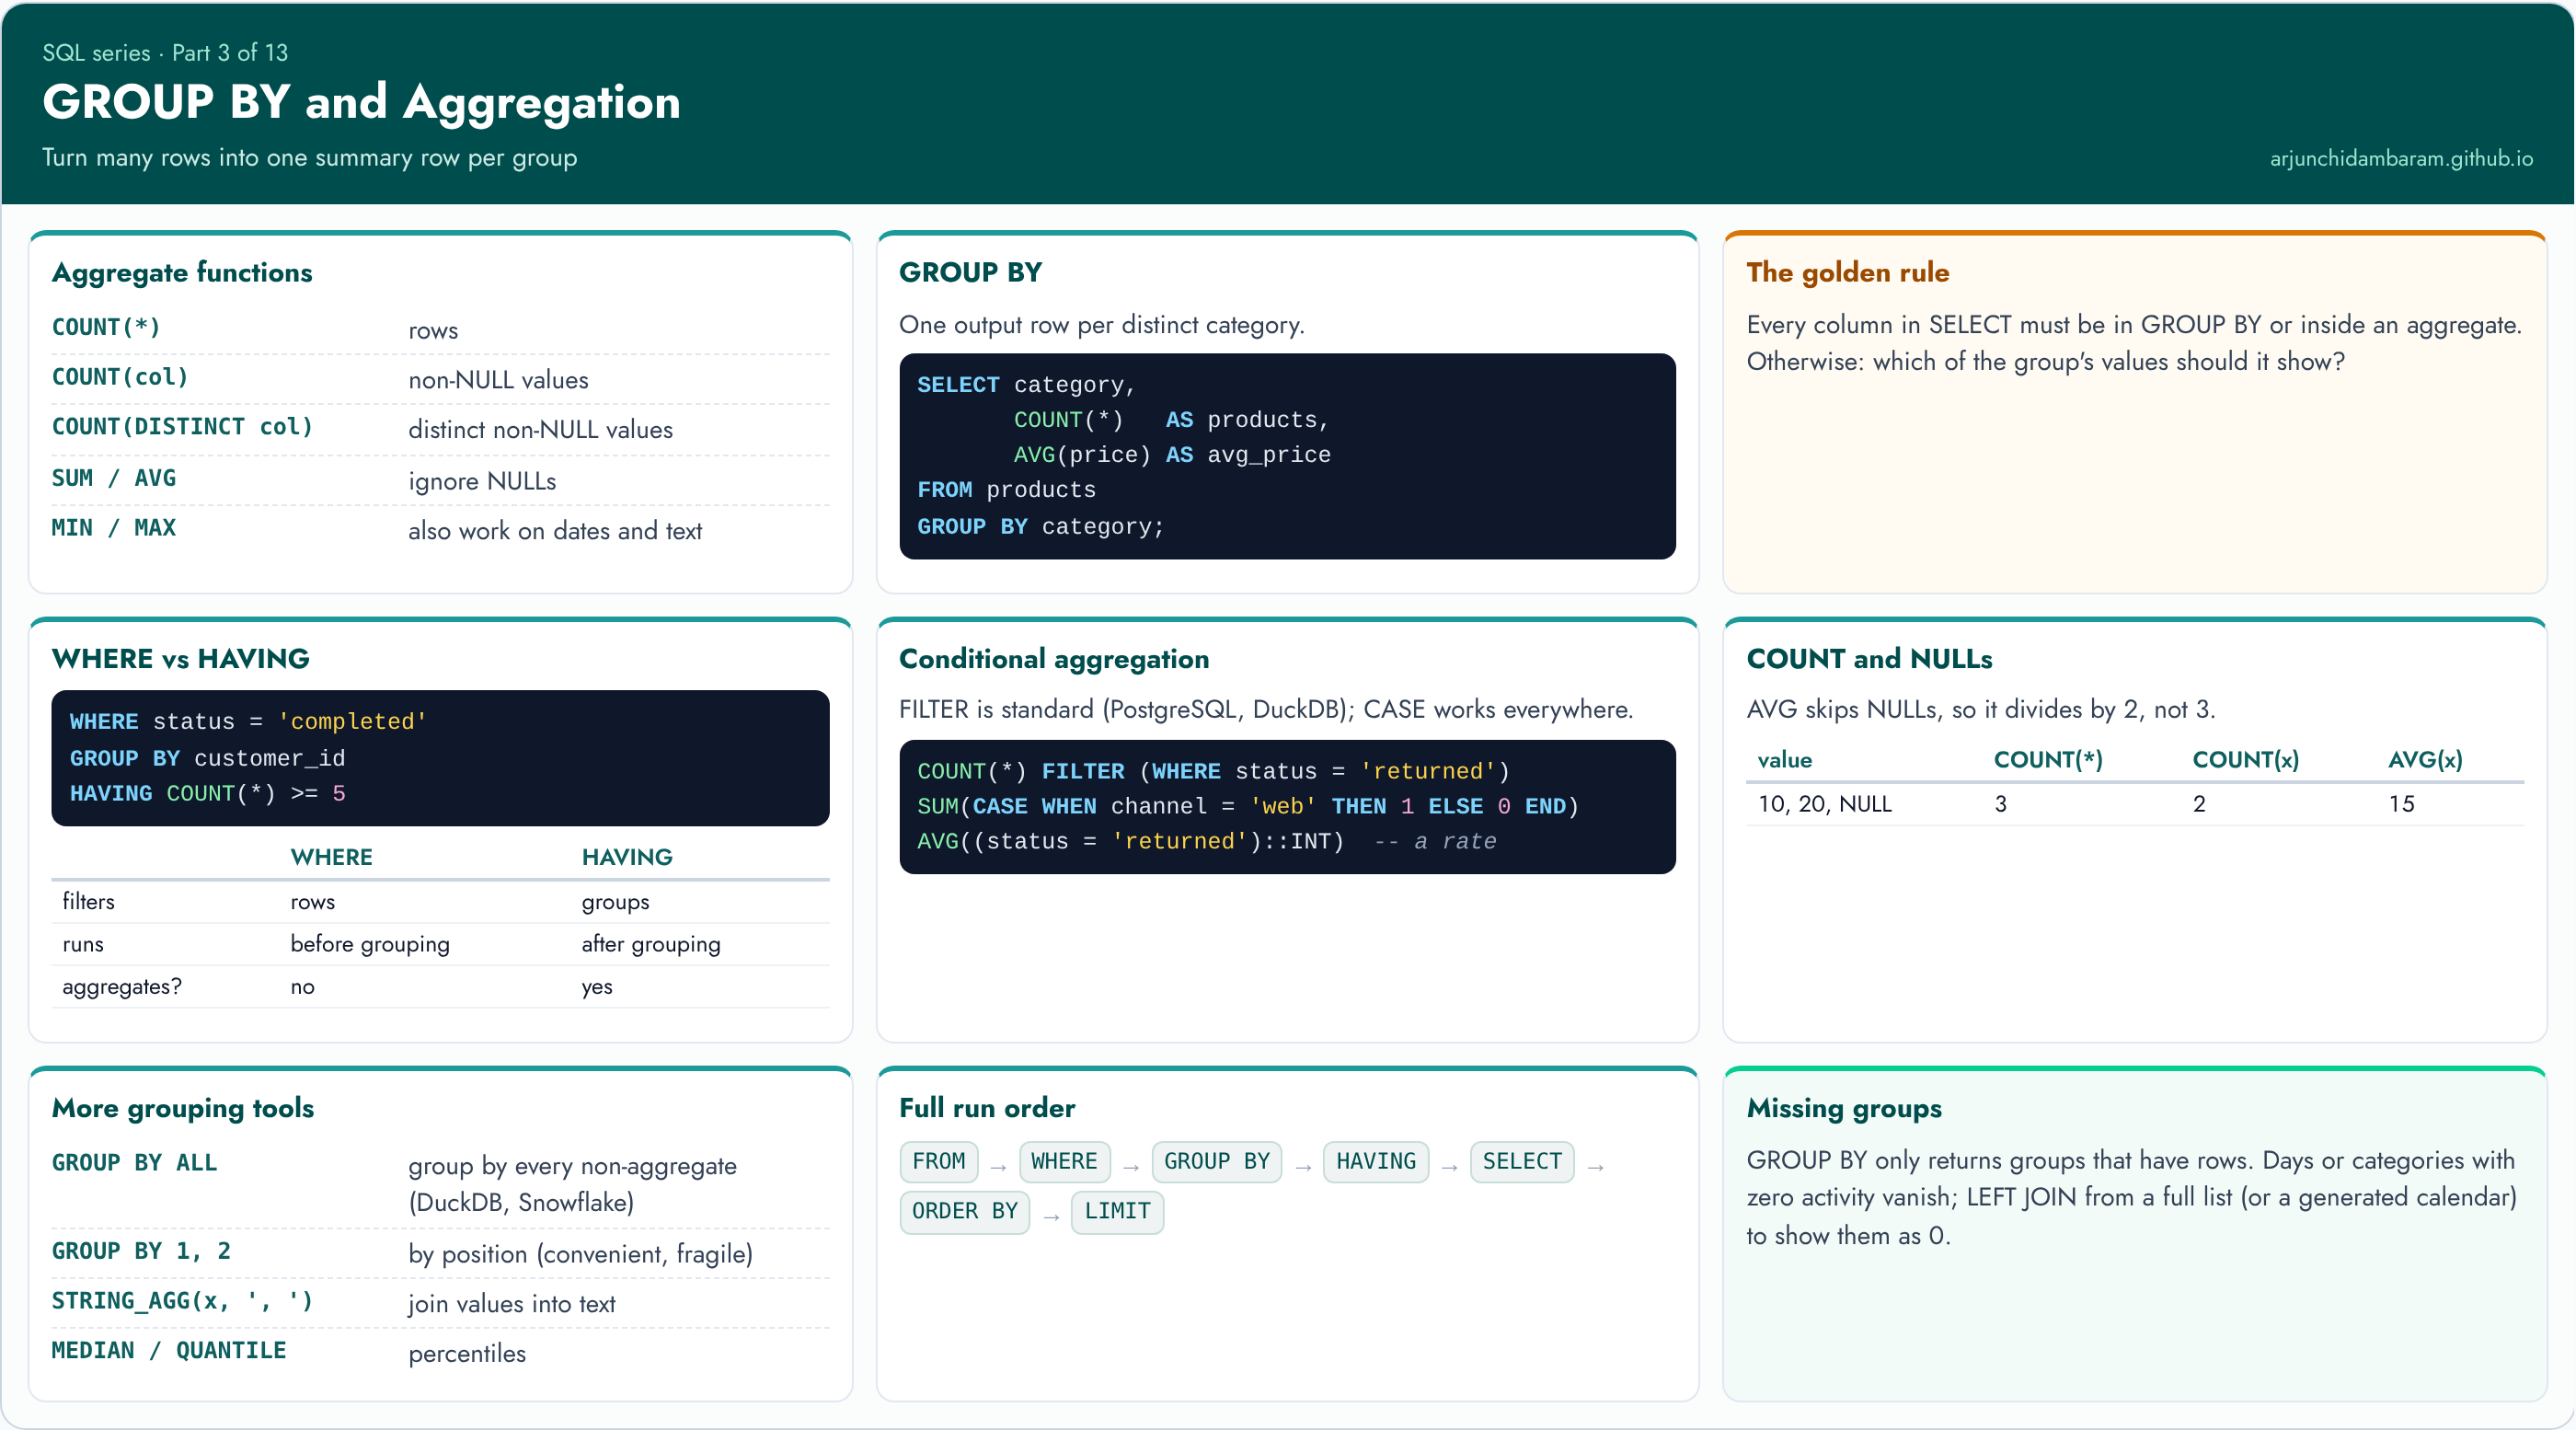 SQL series · Part 3 of 13
GROUP BY and Aggregation
Turn many rows into one summary row per group
arjunchidambaram.github.io
Aggregate functions
COUNT(*) rows
COUNT(col) non-NULL values
COUNT(DISTINCT col) distinct non-NULL values
SUM / AVG ignore NULLs
MIN / MAX also work on dates and text
GROUP BY
One output row per distinct category.
SELECT category,
       COUNT(*)   AS products,
       AVG(price) AS avg_price
FROM products
GROUP BY category;
The golden rule
Every column in SELECT must be in GROUP BY or inside an aggregate.
Otherwise: which of the group's values should it show?
WHERE vs HAVING
WHERE status = 'completed'
GROUP BY customer_id
HAVING COUNT(*) >= 5
WHERE HAVING
filters rows groups
runs before grouping after grouping
aggregates? no yes
Conditional aggregation
FILTER is standard (PostgreSQL, DuckDB); CASE works everywhere.
COUNT(*) FILTER (WHERE status = 'returned')
SUM(CASE WHEN channel = 'web' THEN 1 ELSE 0 END)
AVG((status = 'returned')::INT)  -- a rate
COUNT and NULLs
AVG skips NULLs, so it divides by 2, not 3.
value COUNT(*) COUNT(x) AVG(x)
10, 20, NULL 3 2 15
More grouping tools
GROUP BY ALL group by every non-aggregate
(DuckDB, Snowflake)
GROUP BY 1, 2 by position (convenient, fragile)
STRING_AGG(x, ', ') join values into text
MEDIAN / QUANTILE percentiles
Full run order
FROM → WHERE → GROUP BY → HAVING → SELECT →
ORDER BY → LIMIT
Missing groups
GROUP BY only returns groups that have rows. Days or categories with
zero activity vanish; LEFT JOIN from a full list (or a generated calendar)
to show them as 0.